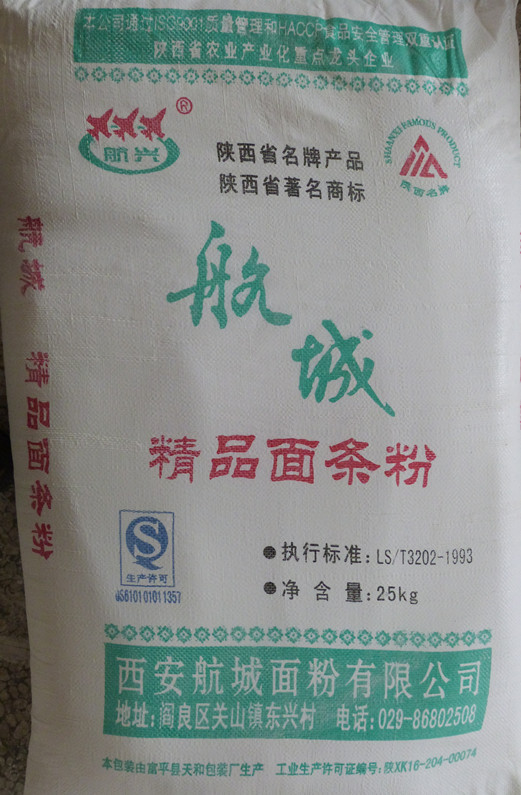 本公司通过ISO9001质量管理和HACCP食品安全管理双重认证
陕西省农业产业化重点龙头企业
®
航兴
陕西省名牌产品
陕西省著名商标
SHAANXI FAMOUS PRODUCT
陕西名牌
航城
精品面条粉
航城 精品面条粉
生产许可
QS610101011357
●执行标准:LS/T3202-1993
●净含量:25kg
西安航城面粉有限公司
地址:阎良区关山镇东兴村 电话:029-86802508
本包装由富平县天和包装厂生产 工业生产许可证编号:陕XK16-204-00074